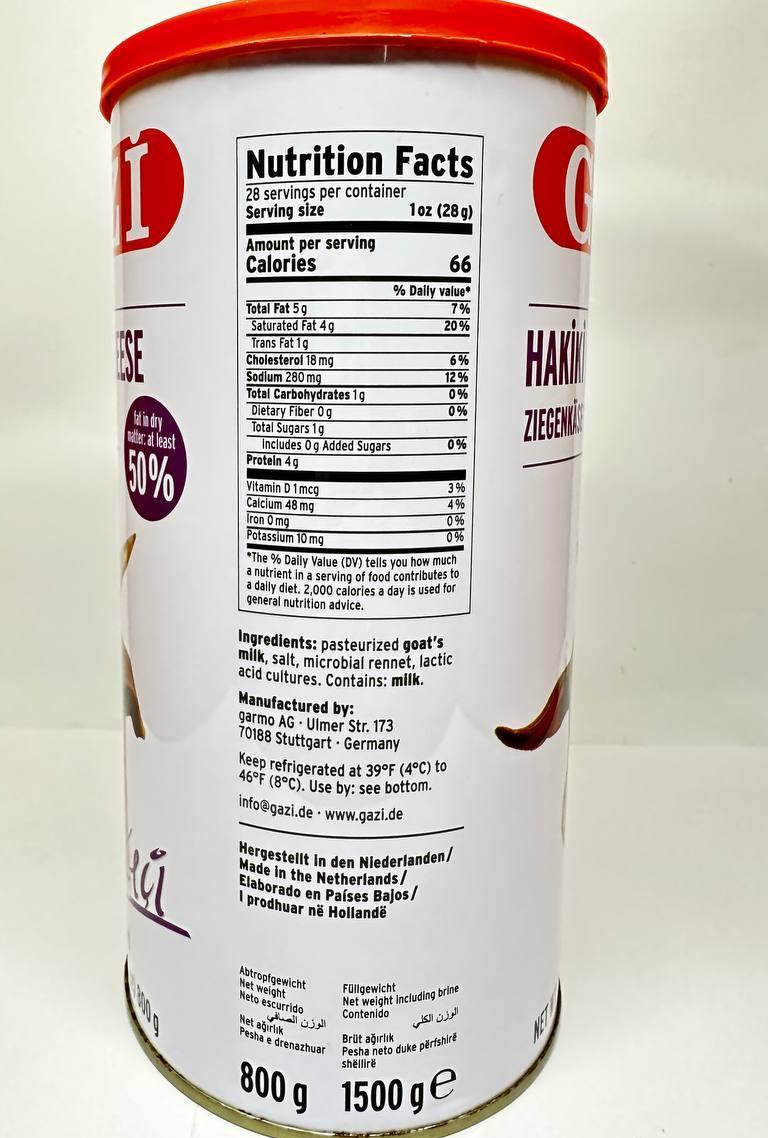 Nutrition Facts
28 servings per container
Serving size 1oz (28g)
Amount per serving
Calories 66
% Daily value*
Total Fat 5g 7%
Saturated Fat 4g 20%
Trans Fat 1g
Cholesterol 18mg 6%
Sodium 280mg 12%
Total Carbohydrates 1g 0%
Dietary Fiber 0g 0%
Total Sugars 1g
Includes 0g Added Sugars 0%
Protein 4g
Vitamin D 1mcg 3%
Calcium 48mg 4%
Iron 0mg 0%
Potassium 10mg 0%
*The % Daily Value (DV) tells you how much
a nutrient in a serving of food contributes to
a daily diet. 2,000 calories a day is used for
general nutrition advice.
Ingredients: pasteurized goat's
milk, salt, microbial rennet, lactic
acid cultures. Contains: milk.
Manufactured by:
garmo AG · Ulmer Str. 173
70188 Stuttgart · Germany
Keep refrigerated at 39°F (4°C) to
46°F (8°C). Use by: see bottom.
info@gazi.de · www.gazi.de
Hergestellt in den Niederlanden/
Made in the Netherlands/
Elaborado en Países Bajos/
I prodhuar në Hollandë
Abtropfgewicht
Net weight
Neto escurrido
الوزن الصافي
Net ağırlık
Pesha e drenazhuar
800 g
Füllgewicht
Net weight including brine
Contenido
الوزن الكلي
Brüt ağırlık
Pesha neto duke përfshirë
shëllirë
1500 g e
fat in dry
matter: at least
50%
800 g
HAKİKİ
ZIEGENKÄSE
NET